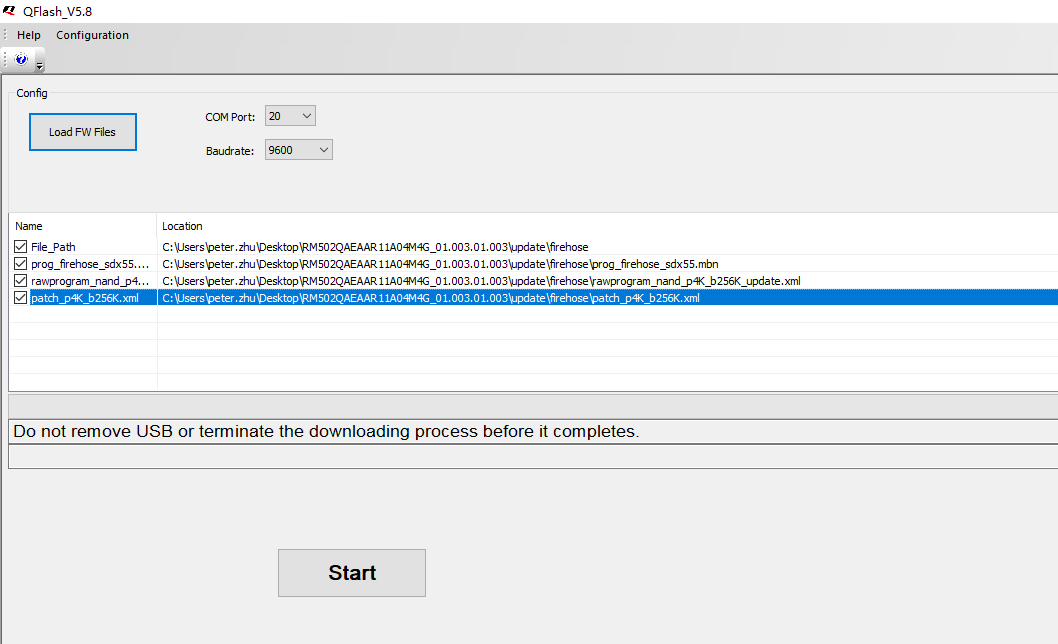 QFlash_V5.8
Help Configuration
Config
Load FW Files
COM Port: 20
Baudrate: 9600
Name Location
File_Path C:\Users\peter.zhu\Desktop\RM502QAEAAR11A04M4G_01.003.01.003\update\firehose
prog_firehose_sdx55.... C:\Users\peter.zhu\Desktop\RM502QAEAAR11A04M4G_01.003.01.003\update\firehose\prog_firehose_sdx55.mbn
rawprogram_nand_p4... C:\Users\peter.zhu\Desktop\RM502QAEAAR11A04M4G_01.003.01.003\update\firehose\rawprogram_nand_p4K_b256K_update.xml
patch_p4K_b256K.xml C:\Users\peter.zhu\Desktop\RM502QAEAAR11A04M4G_01.003.01.003\update\firehose\patch_p4K_b256K.xml
Do not remove USB or terminate the downloading process before it completes.
Start